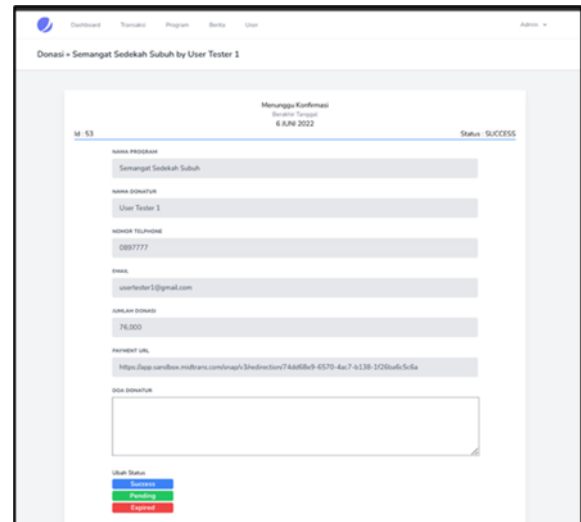 Dashboard Transaksi Program Berita User Admin
Donasi » Semangat Sedekah Subuh by User Tester 1
Menunggu Konfirmasi
Berakhir Tanggal
6 JUNI 2022
Id : 53 Status : SUCCESS
NAMA PROGRAM
Semangat Sedekah Subuh
NAMA DONATUR
User Tester 1
NOMOR TELPHONE
0897777
EMAIL
usertester1@gmail.com
JUMLAH DONASI
76,000
PAYMENT URL
DOA DONATUR
Ubah Status
Success
Pending
Expired